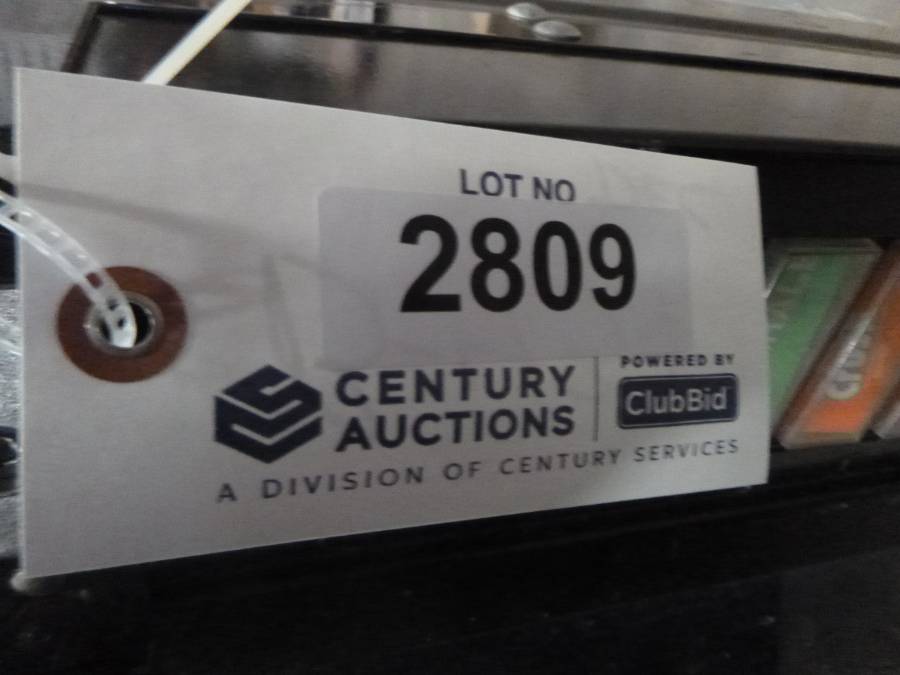 LOT NO
2809
CENTURY
AUCTIONS
POWERED BY
ClubBid
A DIVISION OF CENTURY SERVICES